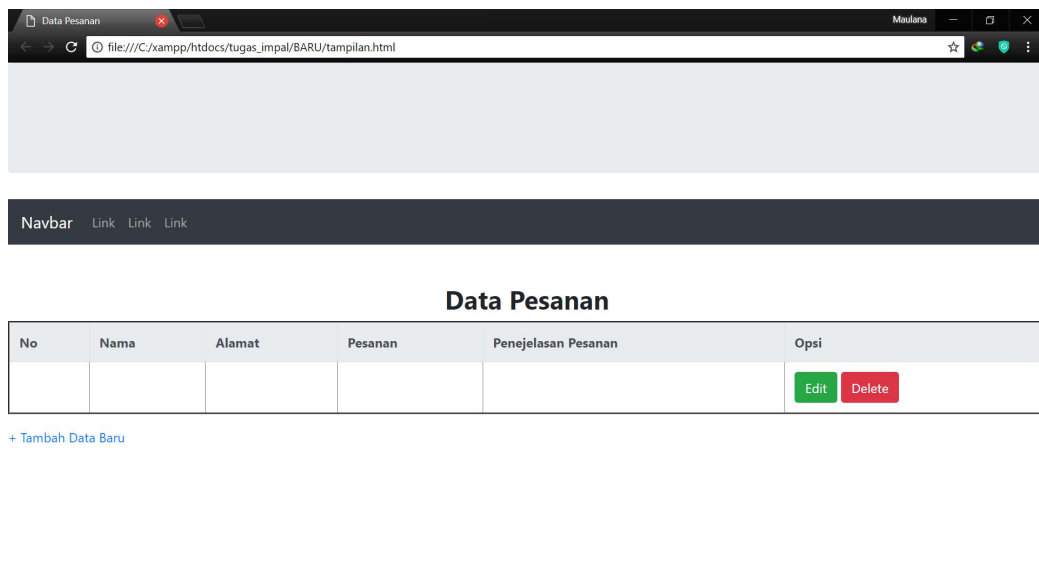 Data Pesanan
Maulana
file:///C:/xampp/htdocs/tugas_impal/BARU/tampilan.html
Navbar Link Link Link
Data Pesanan
No Nama Alamat Pesanan Penejelasan Pesanan Opsi
Edit Delete
+ Tambah Data Baru